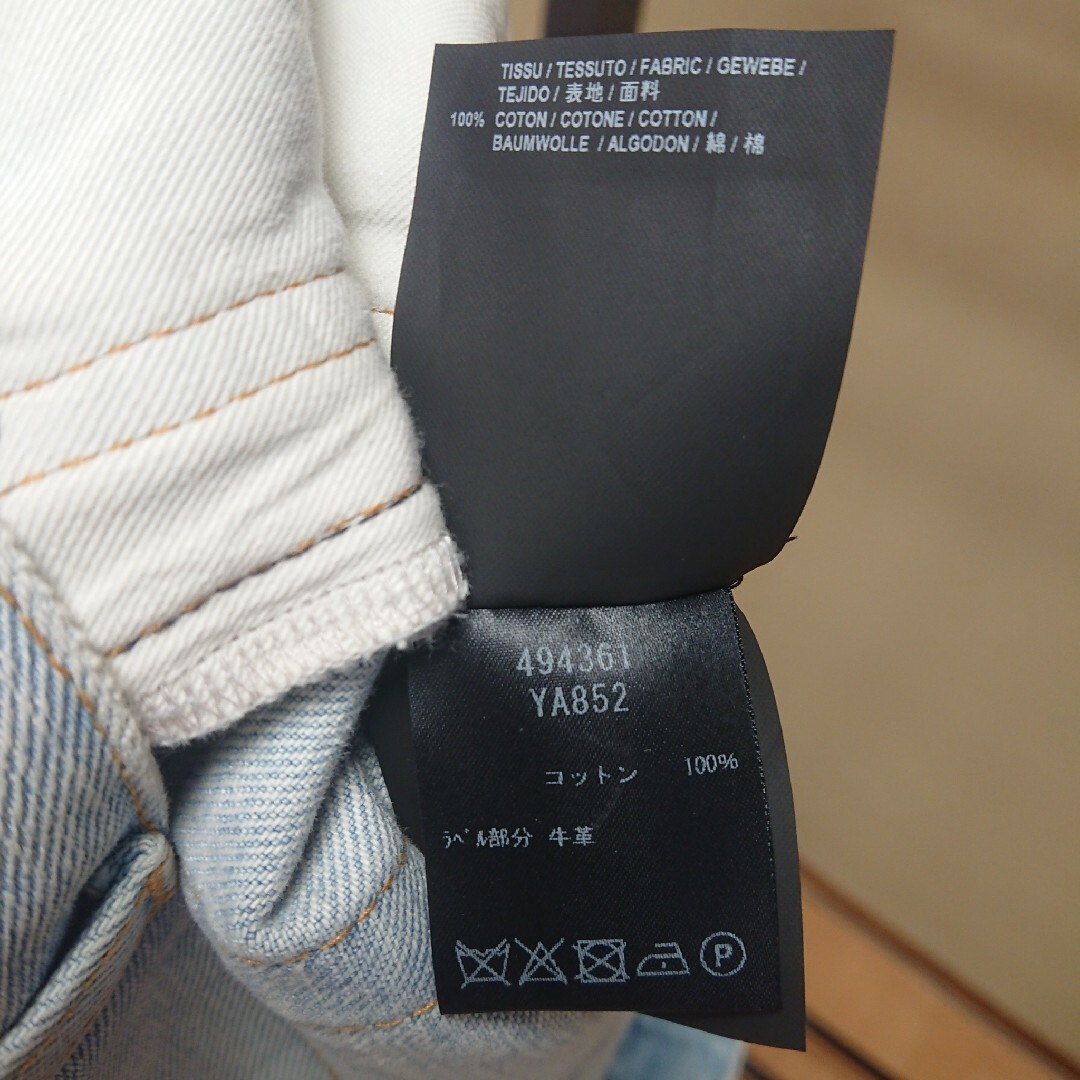 TISSU / TESSUTO / FABRIC / GEWEBE /
TEJIDO / 表地 / 面料
100% COTON / COTONE / COTTON /
BAUMWOLLE / ALGODON / 綿 / 棉
494361
YA852
コットン 100%
ラベル部分 牛革
P